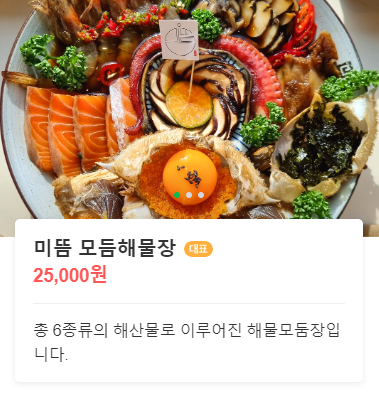 미뜸 모듬해물장 대표
25,000원
총 6종류의 해산물로 이루어진 해물모듬장입
니다.